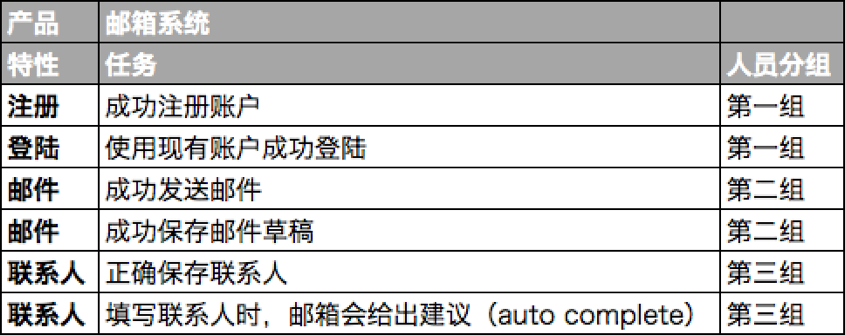 产品 邮箱系统
特性 任务 人员分组
注册 成功注册账户 第一组
登陆 使用现有账户成功登陆 第一组
邮件 成功发送邮件 第二组
邮件 成功保存邮件草稿 第二组
联系人 正确保存联系人 第三组
联系人 填写联系人时，邮箱会给出建议（auto complete） 第三组